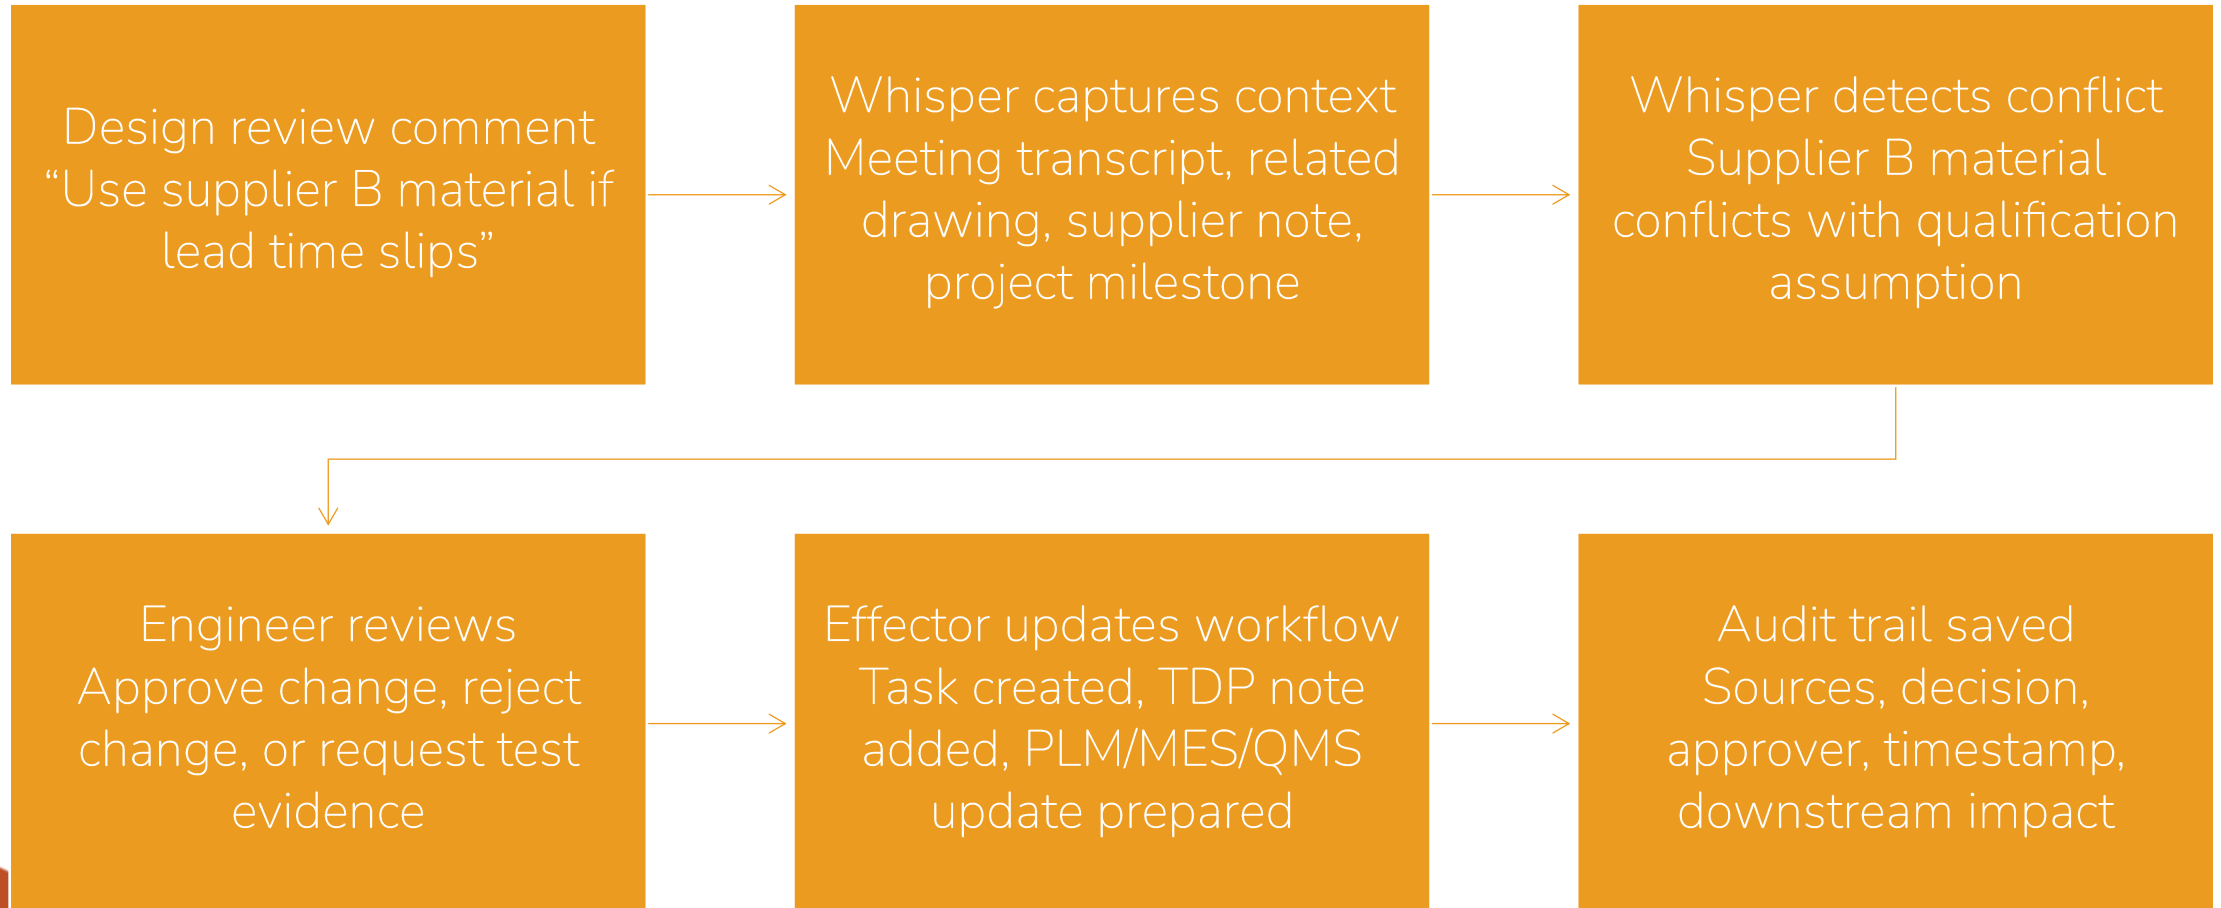 Design review comment
“Use supplier B material if
lead time slips”
Whisper captures context
Meeting transcript, related
drawing, supplier note,
project milestone
Whisper detects conflict
Supplier B material
conflicts with qualification
assumption
Engineer reviews
Approve change, reject
change, or request test
evidence
Effector updates workflow
Task created, TDP note
added, PLM/MES/QMS
update prepared
Audit trail saved
Sources, decision,
approver, timestamp,
downstream impact